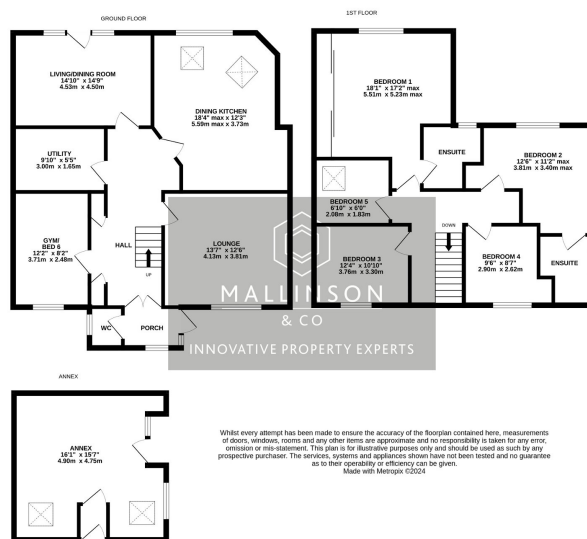 GROUND FLOOR
LIVING/DINING ROOM
14'10" x 14'9"
4.53m x 4.50m
DINING KITCHEN
18'4" max x 12'3"
5.59m max x 3.73m
UTILITY
9'10" x 5'5"
3.00m x 1.65m
GYM/
BED 6
12'2" x 8'2"
3.71m x 2.48m
HALL
UP
LOUNGE
13'7" x 12'6"
4.13m x 3.81m
WC
PORCH
1ST FLOOR
BEDROOM 1
18'1" x 17'2" max
5.51m x 5.23m max
ENSUITE
BEDROOM 2
12'6" x 11'2" max
3.81m x 3.40m max
BEDROOM 5
6'10" x 6'0"
2.08m x 1.83m
DOWN
BEDROOM 3
12'4" x 10'10"
3.76m x 3.30m
BEDROOM 4
9'6" x 8'7"
2.90m x 2.62m
ENSUITE
MALLINSON
& CO
INNOVATIVE PROPERTY EXPERTS
ANNEX
ANNEX
16'1" x 15'7"
4.90m x 4.75m
Whilst every attempt has been made to ensure the accuracy of the floorplan contained here, measurements
of doors, windows, rooms and any other items are approximate and no responsibility is taken for any error,
omission or mis-statement. This plan is for illustrative purposes only and should be used as such by any
prospective purchaser. The services, systems and appliances shown have not been tested and no guarantee
as to their operability or efficiency can be given.
Made with Metropix ©2024